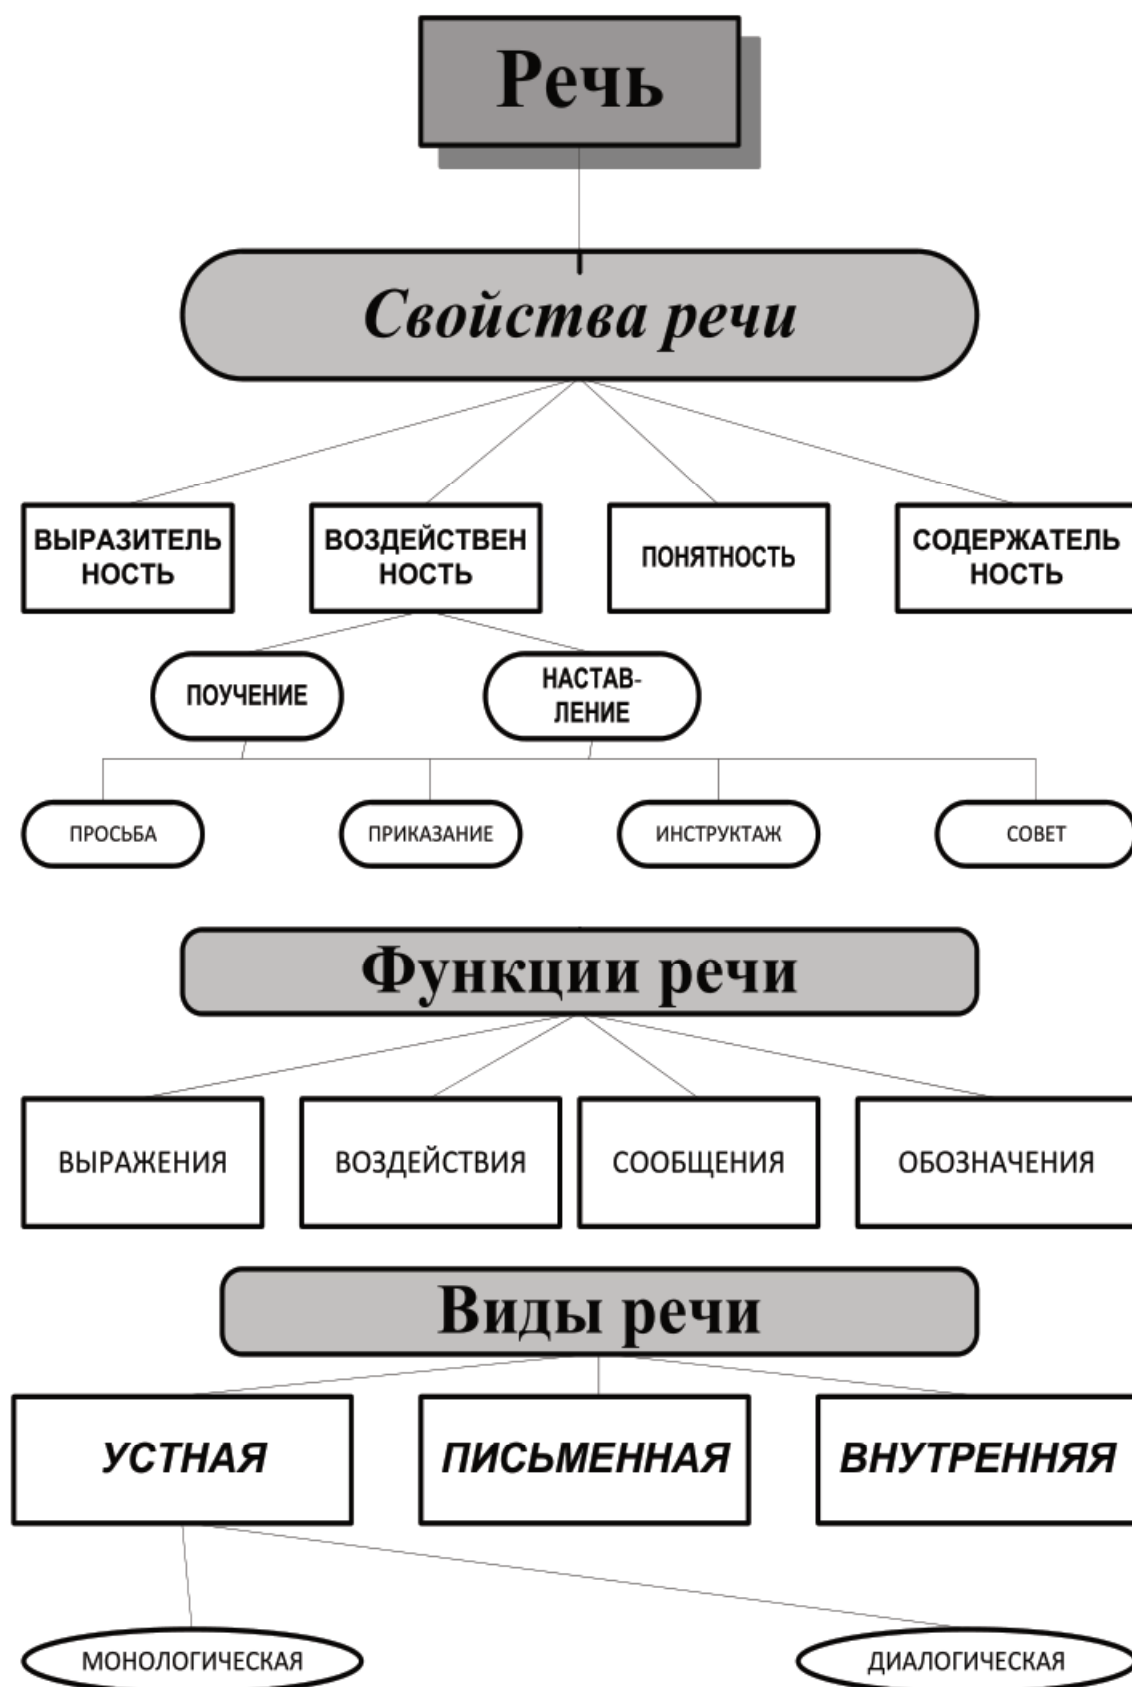 Речь
Свойства речи
ВЫРАЗИТЕЛЬ
НОСТЬ
ВОЗДЕЙСТВЕН
НОСТЬ
ПОНЯТНОСТЬ
СОДЕРЖАТЕЛЬ
НОСТЬ
ПОУЧЕНИЕ
НАСТАВ-
ЛЕНИЕ
ПРОСЬБА
ПРИКАЗАНИЕ
ИНСТРУКТАЖ
СОВЕТ
Функции речи
ВЫРАЖЕНИЯ
ВОЗДЕЙСТВИЯ
СООБЩЕНИЯ
ОБОЗНАЧЕНИЯ
Виды речи
УСТНАЯ
ПИСЬМЕННАЯ
ВНУТРЕННЯЯ
МОНОЛОГИЧЕСКАЯ
ДИАЛОГИЧЕСКАЯ